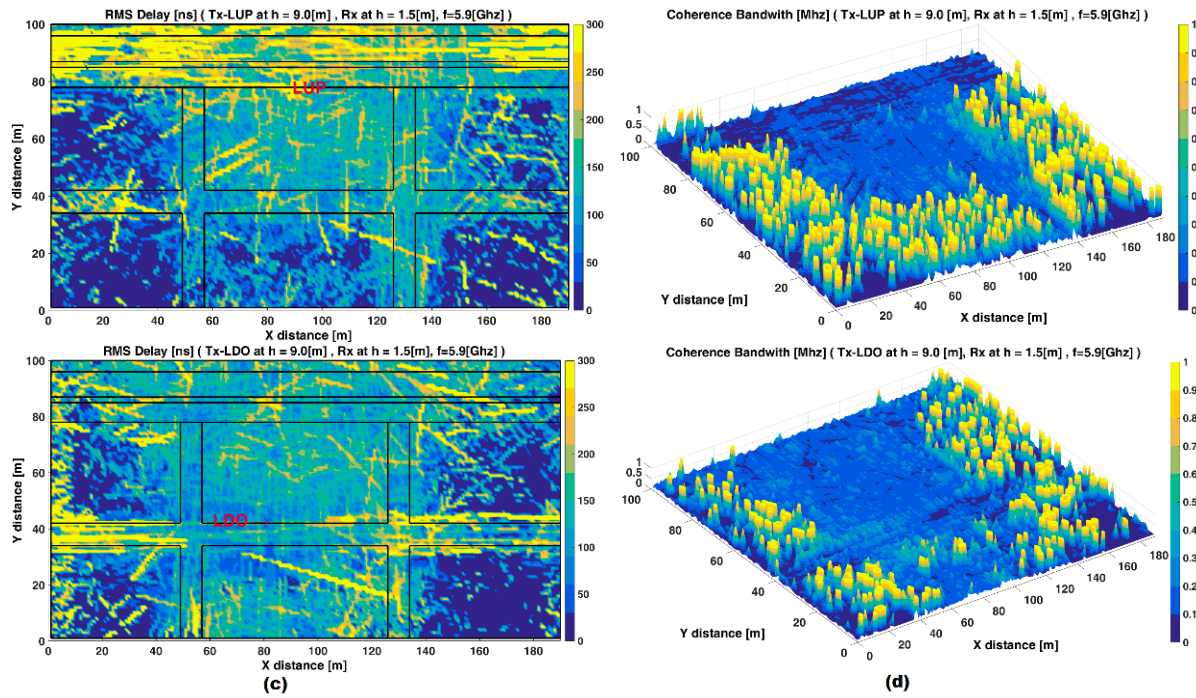 RMS Delay [ns] ( Tx-LUP at h = 9.0[m] , Rx at h = 1.5[m] , f=5.9[Ghz] )
100
80
60
40
20
0
Y distance [m]
LUP
0 20 40 60 80 100 120 140 160 180
X distance [m]
300
250
200
150
100
50
0
Coherence Bandwith [Mhz] ( Tx-LUP at h = 9.0 [m], Rx at h = 1.5[m] , f=5.9[Ghz] )
1
0.5
0
100
80
60
40
20
0
Y distance [m]
0 20 40 60 80 100 120 140 160 180
X distance [m]
RMS Delay [ns] ( Tx-LDO at h = 9.0[m] , Rx at h = 1.5[m], f=5.9[Ghz] )
100
80
60
40
20
0
Y distance [m]
LDO
0 20 40 60 80 100 120 140 160 180
X distance [m]
300
250
200
150
100
50
0
(c)
Coherence Bandwith [Mhz] ( Tx-LDO at h = 9.0 [m], Rx at h = 1.5[m] , f=5.9[Ghz] )
1
0.5
0
100
80
60
40
20
0
Y distance [m]
0 20 40 60 80 100 120 140 160 180
X distance [m]
1
0.9
0.8
0.7
0.6
0.5
0.4
0.3
0.2
0.1
0
(d)